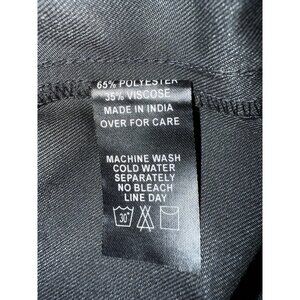 65% POLYESTER
35% VISCOSE
MADE IN INDIA
OVER FOR CARE
MACHINE WASH
COLD WATER
SEPARATELY
NO BLEACH
LINE DAY
30°